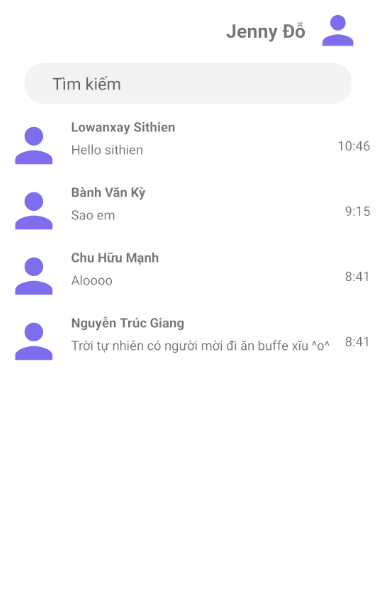 Jenny Đỗ
Tìm kiếm
Lowanxay Sithien
Hello sithien
10:46
Bành Văn Kỳ
Sao em
9:15
Chu Hữu Mạnh
Aloooo
8:41
Nguyễn Trúc Giang
Trời tự nhiên có người mời đi ăn buffe xĩu ^o^
8:41